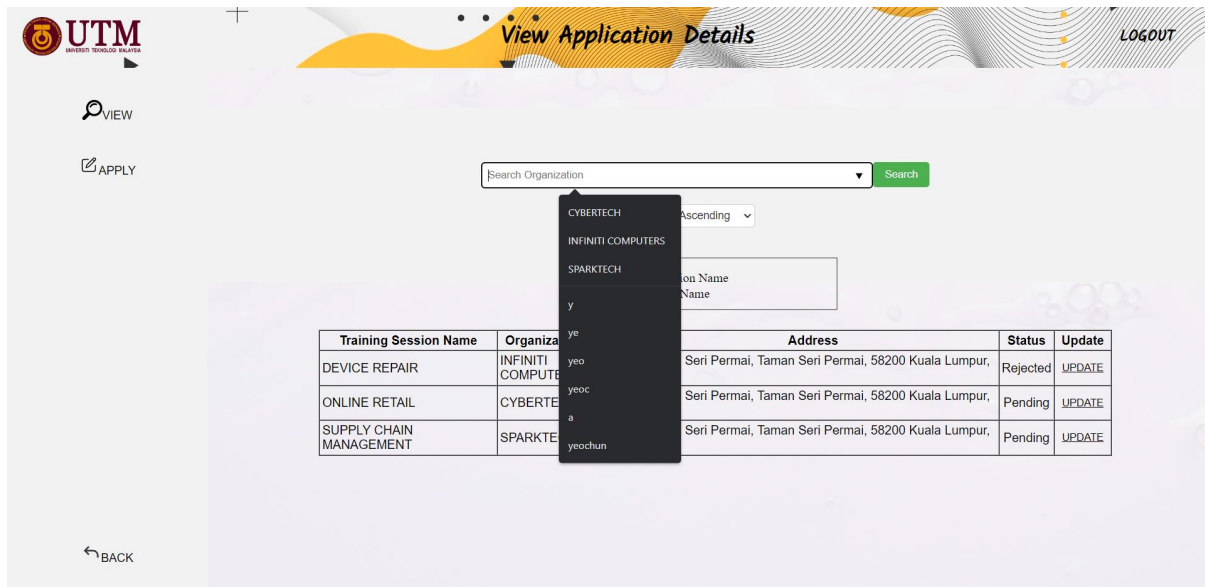 UTM
UNIVERSITI TEKNOLOGI MALAYSIA
View Application Details
LOGOUT
VIEW
APPLY
Search Organization
Search
CYBERTECH
INFINITI COMPUTERS
SPARKTECH
y
ye
yeo
yeoc
a
yeochun
Ascending
ion Name
Name
Training Session Name Organiza Address Status Update
DEVICE REPAIR INFINITI COMPUTE Seri Permai, Taman Seri Permai, 58200 Kuala Lumpur, Rejected UPDATE
ONLINE RETAIL CYBERTE Seri Permai, Taman Seri Permai, 58200 Kuala Lumpur, Pending UPDATE
SUPPLY CHAIN MANAGEMENT SPARKTE Seri Permai, Taman Seri Permai, 58200 Kuala Lumpur, Pending UPDATE
BACK